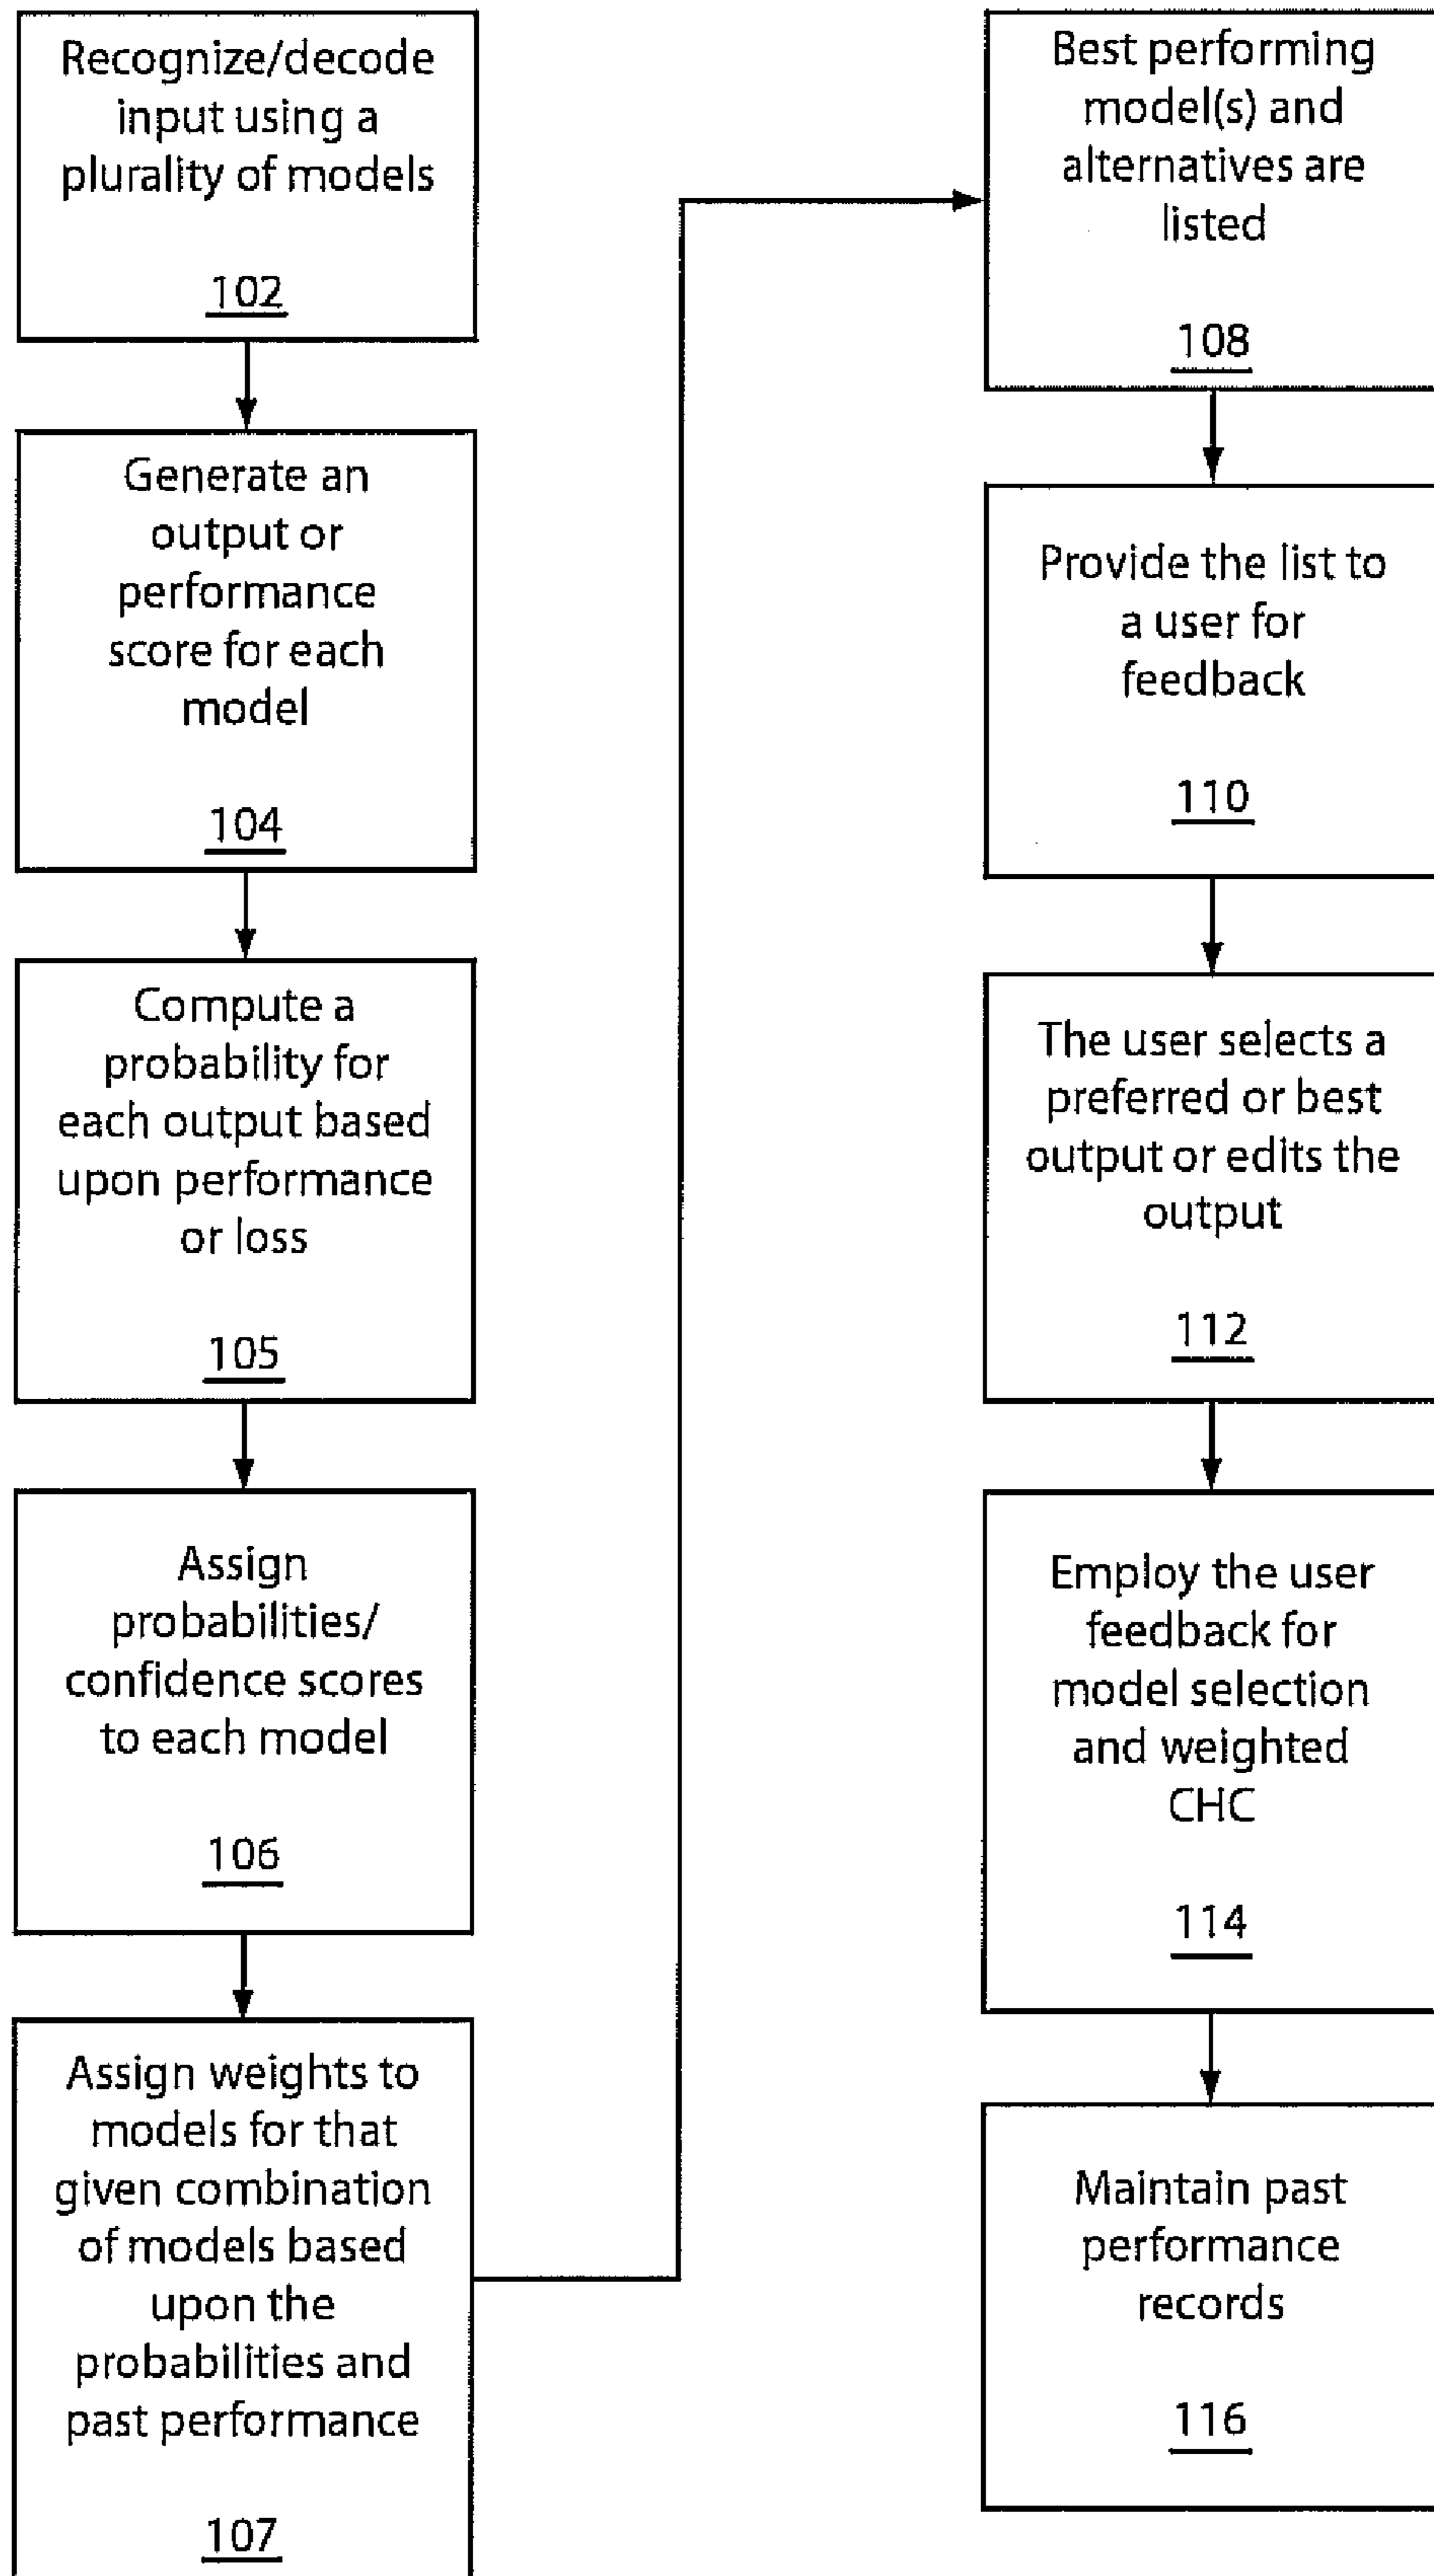 Recognize/decode
input using a
plurality of models
102
Generate an
output or
performance
score for each
model
104
Compute a
probability for
each output based
upon performance
or loss
105
Assign
probabilities/
confidence scores
to each model
106
Assign weights to
models for that
given combination
of models based
upon the
probabilities and
past performance
107
Best performing
model(s) and
alternatives are
listed
108
Provide the list to
a user for
feedback
110
The user selects a
preferred or best
output or edits the
output
112
Employ the user
feedback for
model selection
and weighted
CHC
114
Maintain past
performance
records
116